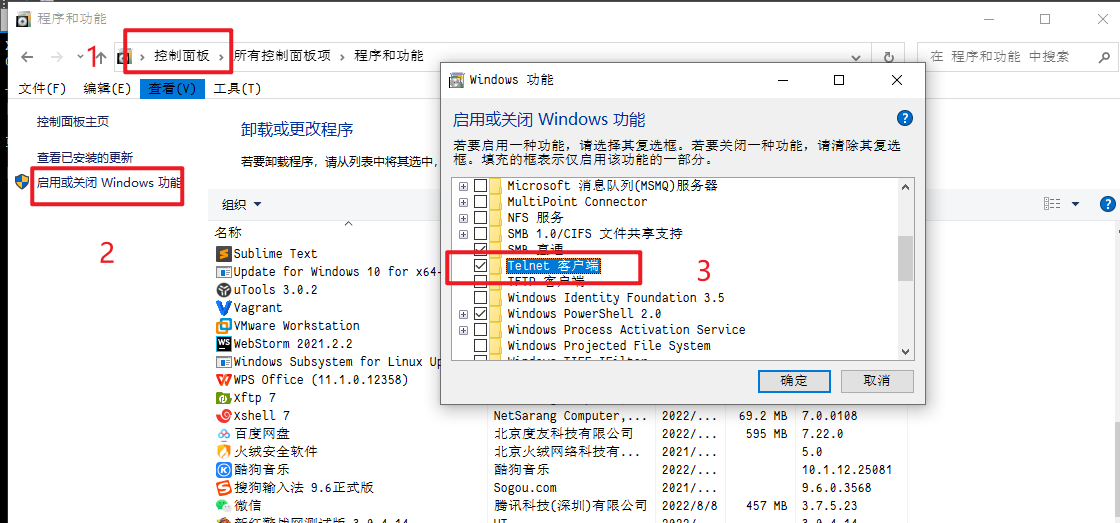 程序和功能
1
控制面板 › 所有控制面板项 › 程序和功能
在 程序和功能 中搜索
文件(F) 编辑(E) 查看(V) 工具(T)
控制面板主页
查看已安装的更新
启用或关闭 Windows 功能
2
卸载或更改程序
若要卸载程序，请从列表中将其选中，
组织
名称
Sublime Text
Update for Windows 10 for x64-
uTools 3.0.2
Vagrant
VMware Workstation
WebStorm 2021.2.2
Windows Subsystem for Linux Up
WPS Office (11.1.0.12358)
Xftp 7
Xshell 7 NetSarang Computer,... 2022/... 69.2 MB 7.0.0108
百度网盘 北京度友科技有限公司 2022/... 595 MB 7.22.0
火绒安全软件 北京火绒网络科技有... 2021/... 5.0
酷狗音乐 酷狗音乐 2022/... 10.1.12.25081
搜狗输入法 9.6正式版 Sogou.com 2022/... 9.6.0.3568
微信 腾讯科技(深圳)有限公司 2022/8/8 457 MB 3.7.5.23
Windows 功能
启用或关闭 Windows 功能
若要启用一种功能，请选择其复选框。若要关闭一种功能，请清除其复选
框。填充的框表示仅启用该功能的一部分。
Microsoft 消息队列(MSMQ)服务器
MultiPoint Connector
NFS 服务
SMB 1.0/CIFS 文件共享支持
SMB 直通
Telnet 客户端
3
TFTP 客户端
Windows Identity Foundation 3.5
Windows PowerShell 2.0
Windows Process Activation Service
Windows Projected File System
Windows TIFF IFilter
确定 取消